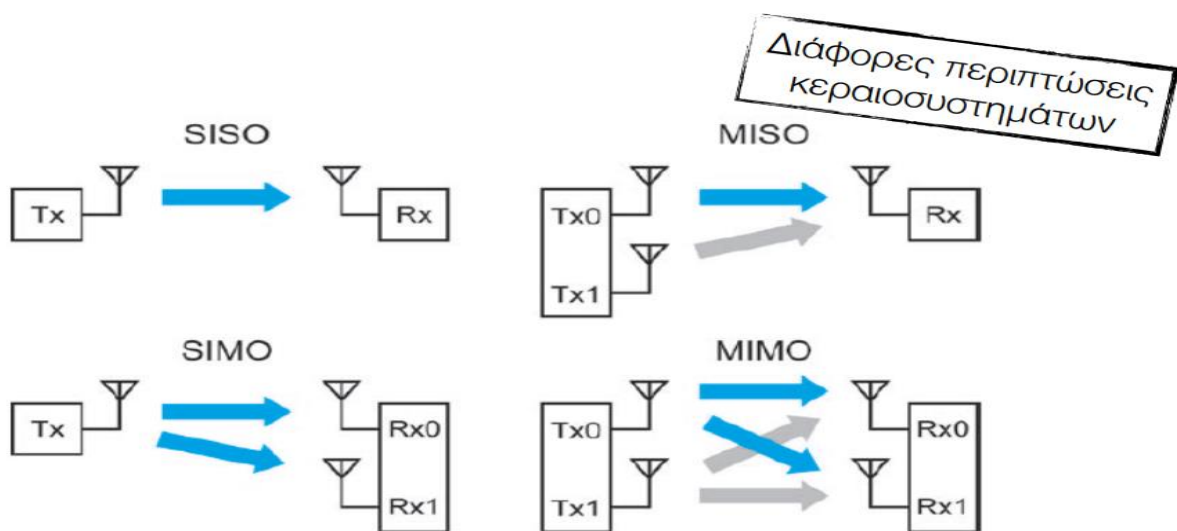 Διάφορες περιπτώσεις
κεραιοσυστημάτων
SISO
Tx
Rx
MISO
Tx0
Tx1
Rx
SIMO
Tx
Rx0
Rx1
MIMO
Tx0
Tx1
Rx0
Rx1